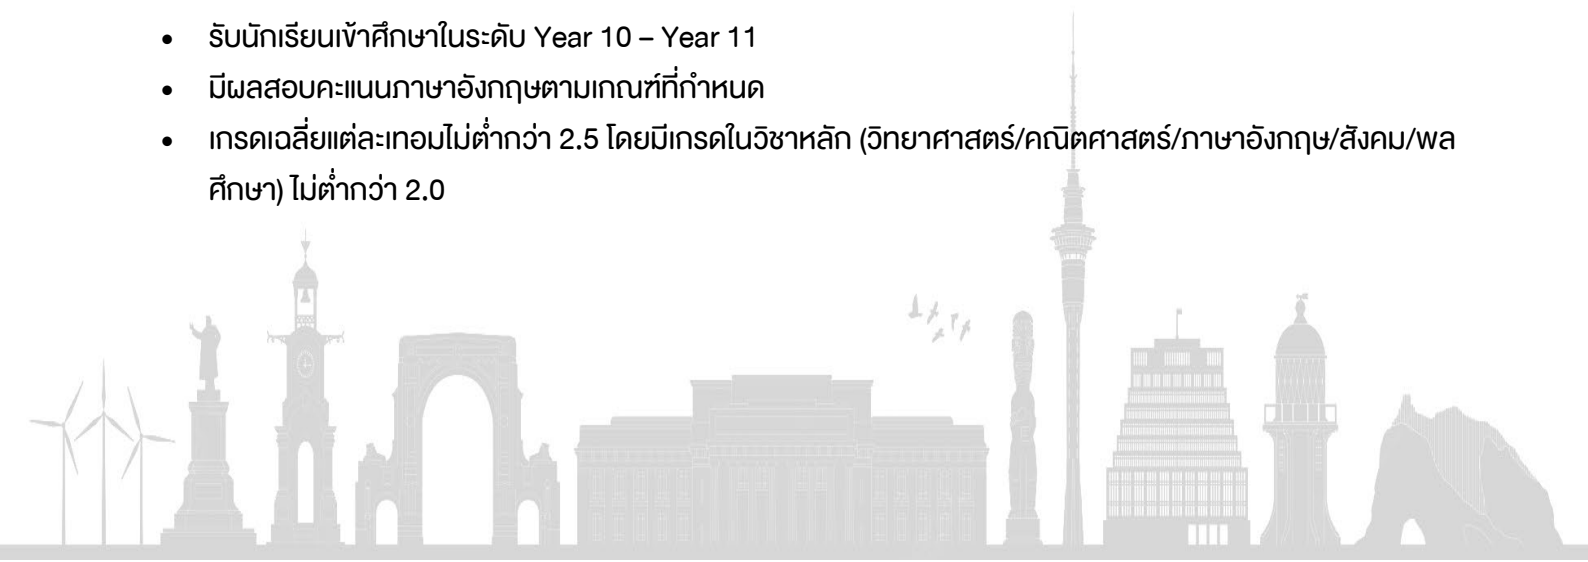 • รับนักเรียนเข้าศึกษาในระดับ Year 10 – Year 11
• มีผลสอบคะแนนภาษาอังกฤษตามเกณฑ์ที่กำหนด
• เกรดเฉลี่ยแต่ละเทอมไม่ต่ำกว่า 2.5 โดยมีเกรดในวิชาหลัก (วิทยาศาสตร์/คณิตศาสตร์/ภาษาอังกฤษ/สังคม/พล
ศึกษา) ไม่ต่ำกว่า 2.0